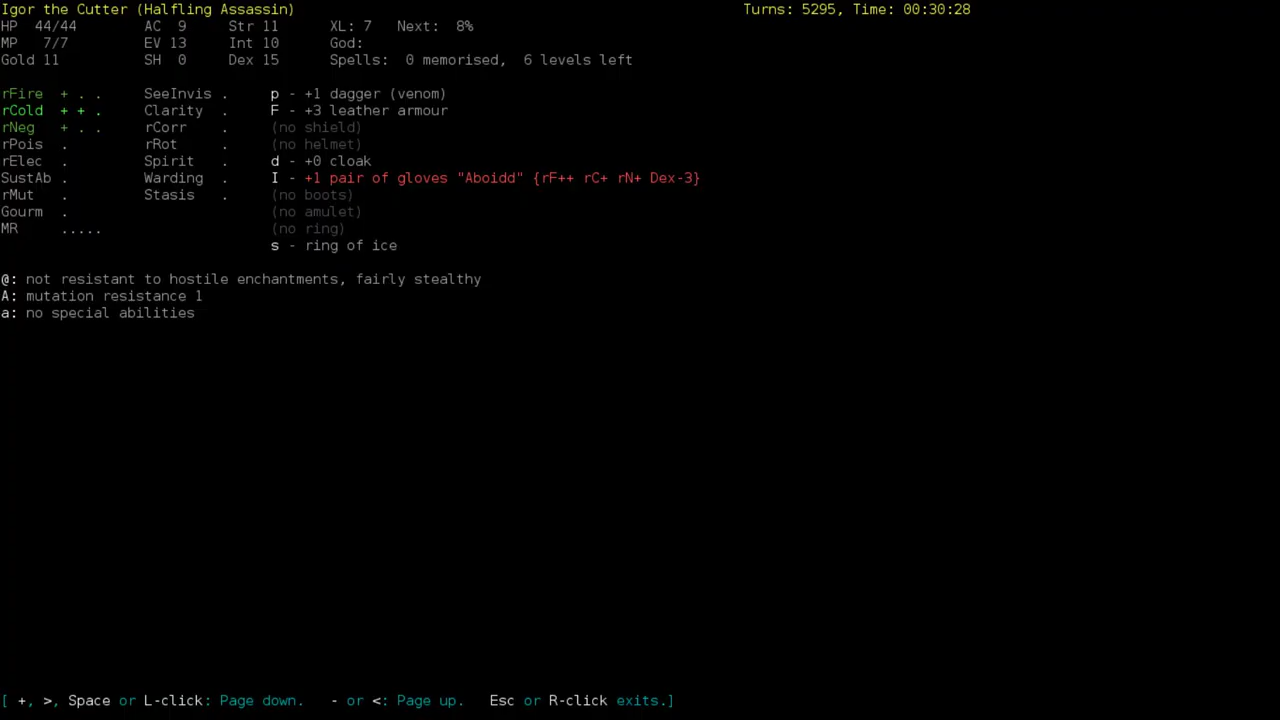 Igor the Cutter (Halfling Assassin) Turns: 5295, Time: 00:30:28
HP 44/44 AC 9 Str 11 XL: 7 Next: 8%
MP 7/7 EV 13 Int 10 God:
Gold 11 SH 0 Dex 15 Spells: 0 memorised, 6 levels left
rFire + . . SeeInvis . p - +1 dagger (venom)
rCold + + . Clarity . F - +3 leather armour
rNeg + . . rCorr . (no shield)
rPois . rRot . (no helmet)
rElec . Spirit . d - +0 cloak
SustAb . Warding . I - +1 pair of gloves "Aboidd" {rF++ rC+ rN+ Dex-3}
rMut . Stasis . (no boots)
Gourm . (no amulet)
MR ..... (no ring)
s - ring of ice
@: not resistant to hostile enchantments, fairly stealthy
A: mutation resistance 1
a: no special abilities
[ +, >, Space or L-click: Page down. - or <: Page up. Esc or R-click exits.]